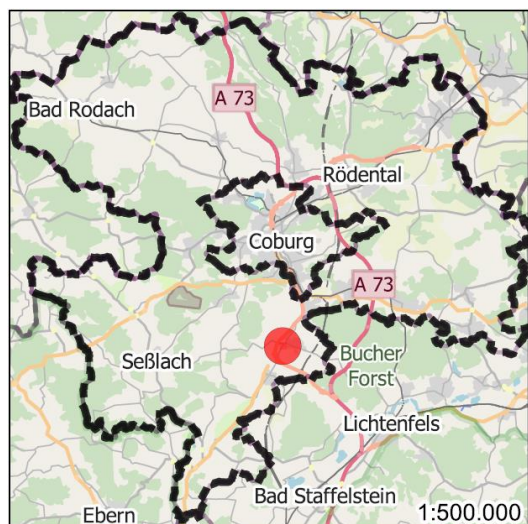 A 73
Bad Rodach
Rödental
Coburg
A 73
Seßlach
Bucher
Forst
Lichtenfels
Bad Staffelstein
Ebern
1:500.000